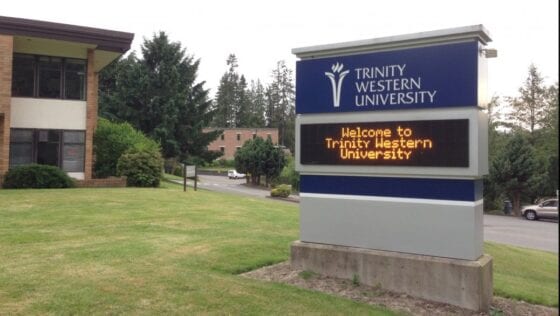 TRINITY
WESTERN
UNIVERSITY
Welcome to
Trinity Western
University